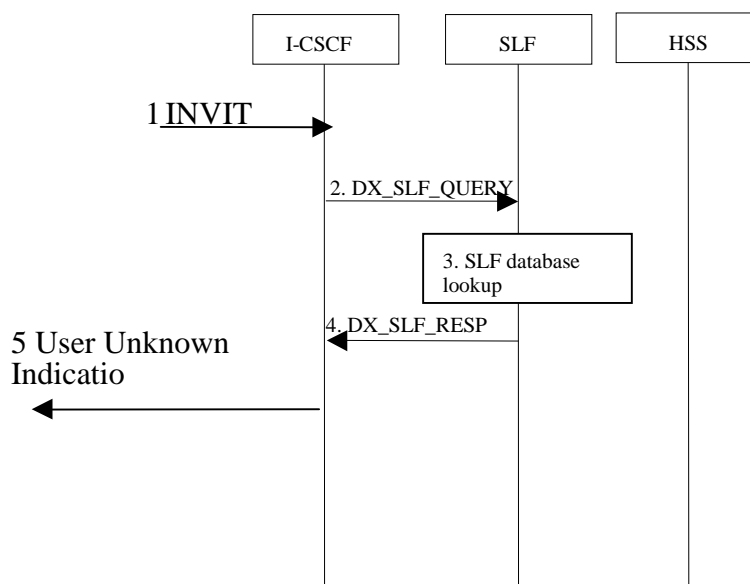 I-CSCF
SLF
HSS
1 INVIT
2. DX_SLF_QUERY
3. SLF database
lookup
4. DX_SLF_RESP
5 User Unknown
Indicatio